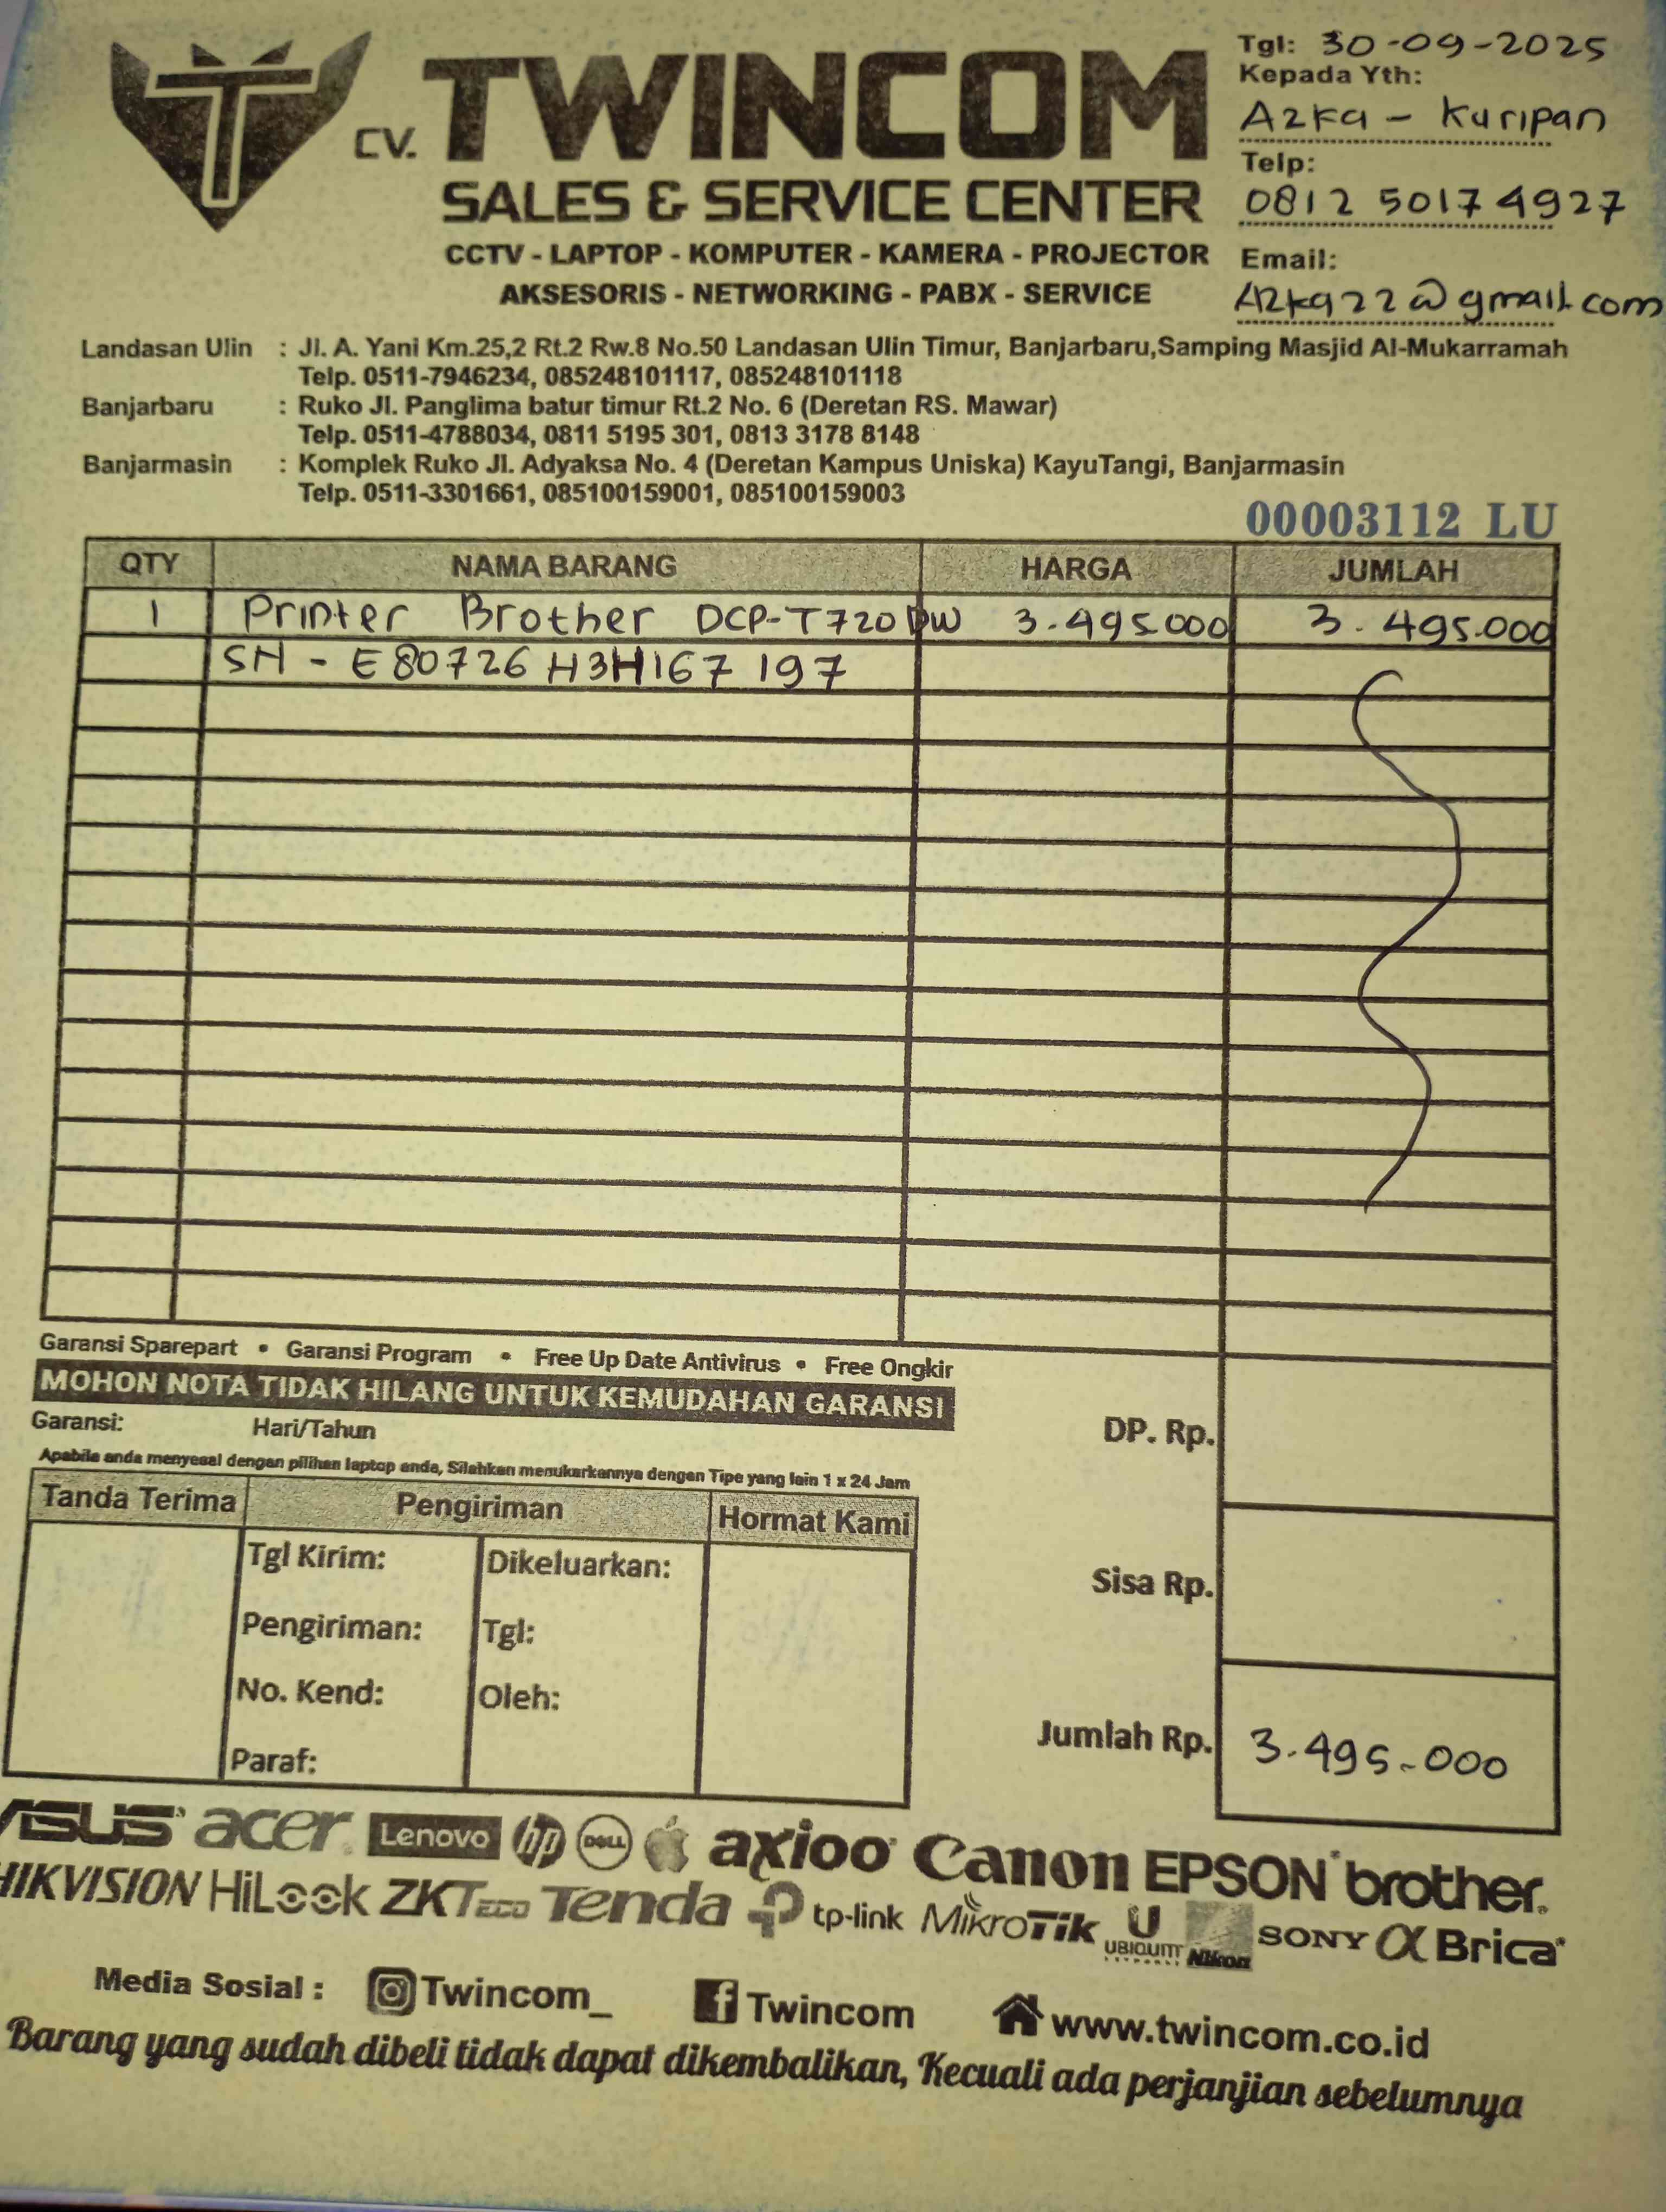 CV. TWINCOM
SALES & SERVICE CENTER
CCTV - LAPTOP - KOMPUTER - KAMERA - PROJECTOR
AKSESORIS - NETWORKING - PABX - SERVICE
Tgl: 30-09-2025
Kepada Yth:
Azka - Kuripan
Telp:
0812 5017 4927
Email:
Azka22@gmail.com
Landasan Ulin : Jl. A. Yani Km.25,2 Rt.2 Rw.8 No.50 Landasan Ulin Timur, Banjarbaru,Samping Masjid Al-Mukarramah
Telp. 0511-7946234, 085248101117, 085248101118
Banjarbaru : Ruko Jl. Panglima batur timur Rt.2 No. 6 (Deretan RS. Mawar)
Telp. 0511-4788034, 0811 5195 301, 0813 3178 8148
Banjarmasin : Komplek Ruko Jl. Adyaksa No. 4 (Deretan Kampus Uniska) KayuTangi, Banjarmasin
Telp. 0511-3301661, 085100159001, 085100159003
00003112 LU
QTY NAMA BARANG HARGA JUMLAH
1 Printer Brother DCP-T720DW 3.495.000 3.495.000
SN - E80726H3H167197
Garansi Sparepart • Garansi Program • Free Up Date Antivirus • Free Ongkir
MOHON NOTA TIDAK HILANG UNTUK KEMUDAHAN GARANSI
Garansi: Hari/Tahun
Apabila anda menyesal dengan pilihan laptop anda, Silahkan menukarkannya dengan Tipe yang lain 1 x 24 Jam
DP. Rp.
Tanda Terima Pengiriman Hormat Kami
Tgl Kirim: Dikeluarkan:
Sisa Rp.
Pengiriman: Tgl:
No. Kend: Oleh:
Paraf:
Jumlah Rp. 3.495.000
ASUS acer Lenovo hp DELL axioo Canon EPSON brother
HIKVISION HiLook ZKTeco Tenda tp-link MikroTik U UBIQUITI Nikon SONY α Brica
Media Sosial : Twincom_ Twincom www.twincom.co.id
Barang yang sudah dibeli tidak dapat dikembalikan, Kecuali ada perjanjian sebelumnya